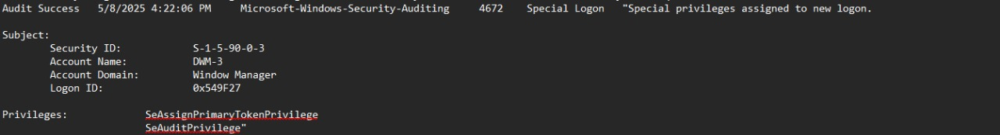 Audit Success 5/8/2025 4:22:06 PM Microsoft-Windows-Security-Auditing 4672 Special Logon "Special privileges assigned to new logon.
Subject:
Security ID: S-1-5-90-0-3
Account Name: DWM-3
Account Domain: Window Manager
Logon ID: 0x549F27
Privileges: SeAssignPrimaryTokenPrivilege
SeAuditPrivilege"